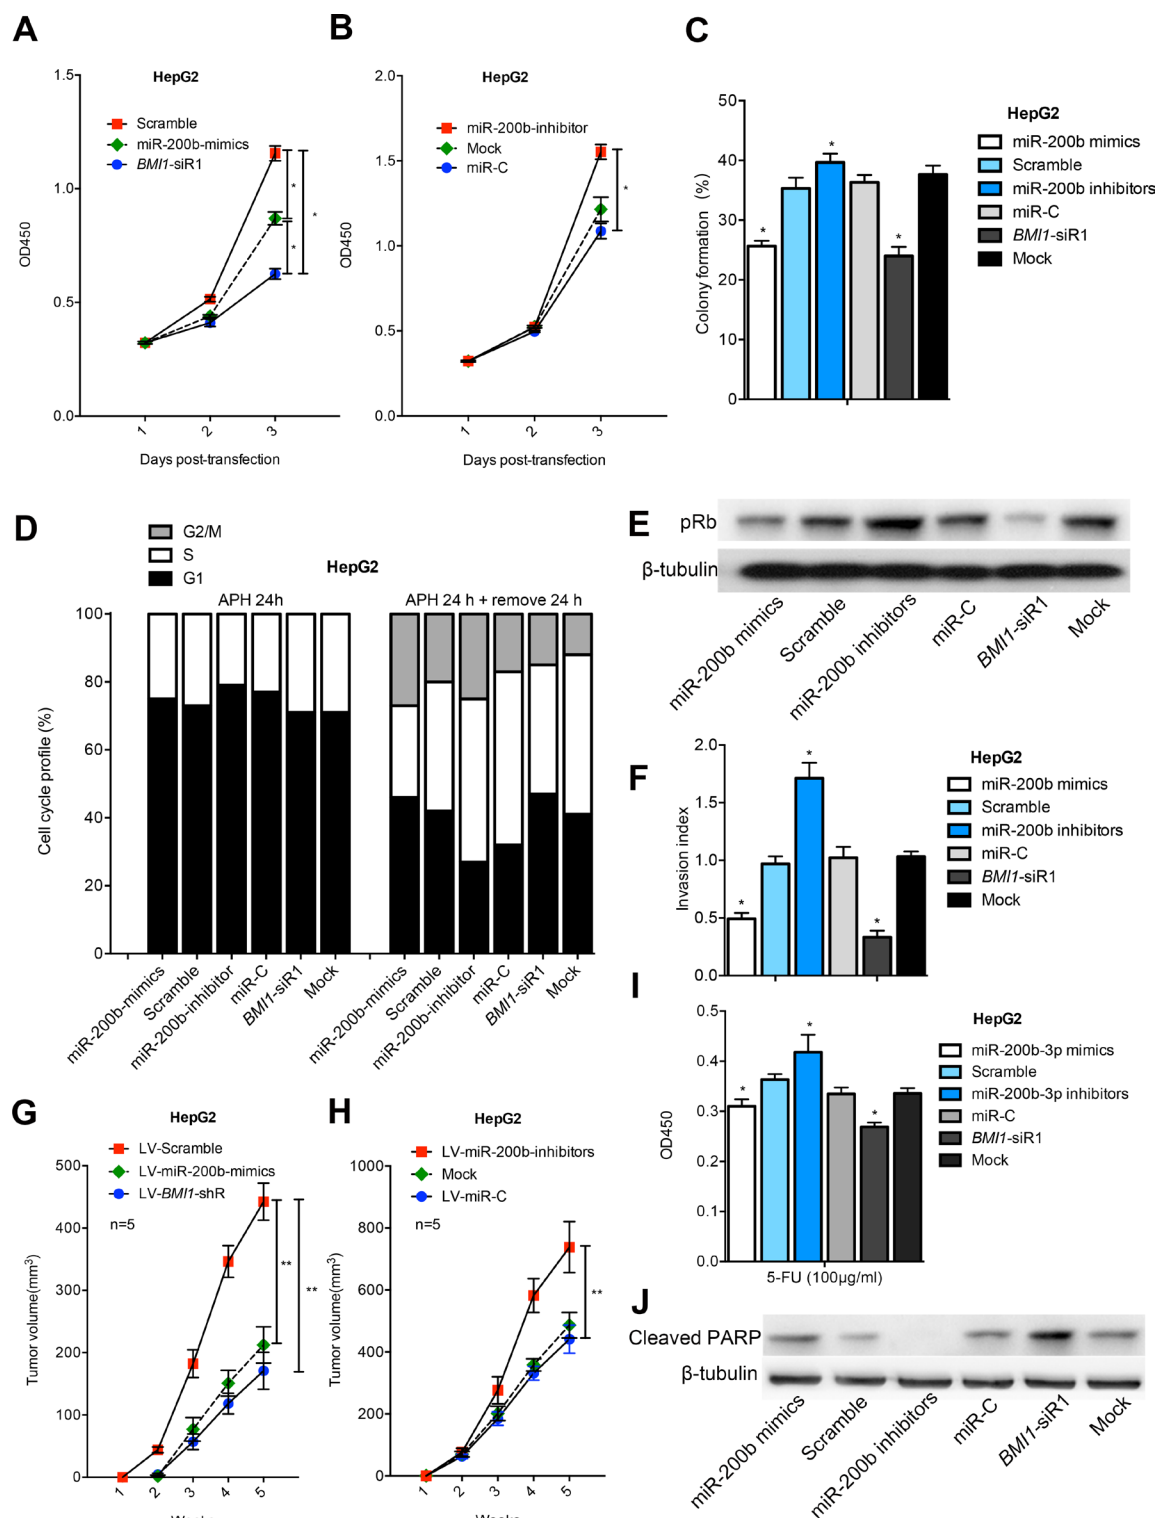 A
HepG2
1.5
1.0
0.5
0.0
OD450
Scramble
miR-200b-mimics
BMI1-siR1
*
*
*
1
2
3
Days post-transfection
B
HepG2
2.0
1.5
1.0
0.5
0.0
OD450
miR-200b-inhibitor
Mock
miR-C
*
1
2
3
Days post-transfection
C
50
40
30
20
10
0
Colony formation (%)
*
*
*
HepG2
miR-200b mimics
Scramble
miR-200b inhibitors
miR-C
BMI1-siR1
Mock
D
G2/M
S
G1
HepG2
APH 24h
APH 24 h + remove 24 h
100
80
60
40
20
0
Cell cycle profile (%)
miR-200b-mimics
Scramble
miR-200b-inhibitor
miR-C
BMI1-siR1
Mock
miR-200b-mimics
Scramble
miR-200b-inhibitor
miR-C
BMI1-siR1
Mock
E
pRb
β-tubulin
miR-200b mimics
Scramble
miR-200b inhibitors
miR-C
BMI1-siR1
Mock
F
2.0
1.5
1.0
0.5
0.0
Invasion index
*
*
*
HepG2
miR-200b mimics
Scramble
miR-200b inhibitors
miR-C
BMI1-siR1
Mock
I
0.5
0.4
0.3
0.2
0.1
0.0
OD450
*
*
*
5-FU (100µg/ml)
HepG2
miR-200b-3p mimics
Scramble
miR-200b-3p inhibitors
miR-C
BMI1-siR1
Mock
G
HepG2
LV-Scramble
LV-miR-200b-mimics
LV-BMI1-shR
n=5
500
400
300
200
100
0
Tumor volume(mm³)
**
**
1
2
3
4
5
H
HepG2
LV-miR-200b-inhibitors
Mock
LV-miR-C
n=5
1000
800
600
400
200
0
Tumor volume(mm³)
**
1
2
3
4
5
J
Cleaved PARP
β-tubulin
miR-200b mimics
Scramble
miR-200b inhibitors
miR-C
BMI1-siR1
Mock